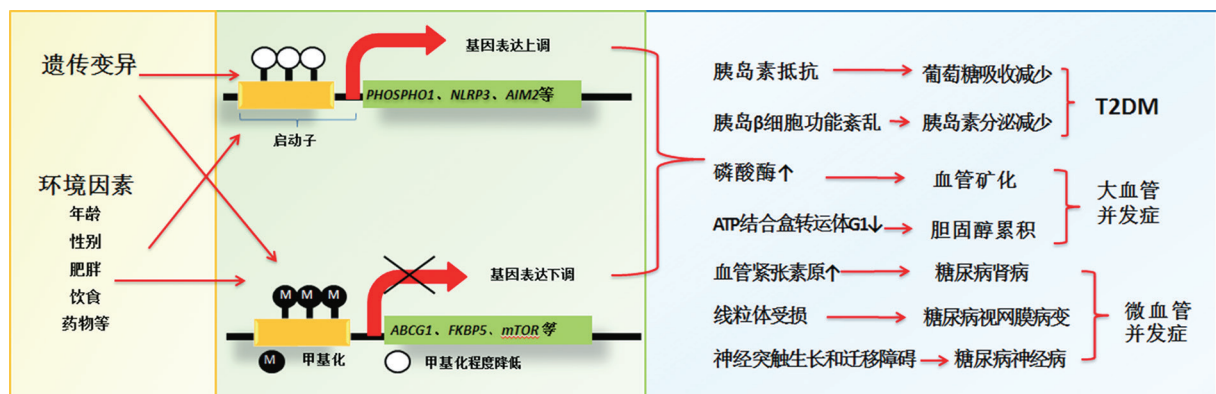 遗传变异
环境因素
年龄
性别
肥胖
饮食
药物等
基因表达上调
PHOSPHO1、NLRP3、AIM2等
启动子
基因表达下调
M M M
ABCG1、FKBP5、mTOR等
M 甲基化 甲基化程度降低
胰岛素抵抗 葡萄糖吸收减少
胰岛β细胞功能紊乱 胰岛素分泌减少
T2DM
磷酸酶↑ 血管矿化
ATP结合盒转运体G1↓ 胆固醇累积
大血管
并发症
血管紧张素原↑ 糖尿病肾病
线粒体受损 糖尿病视网膜病变
神经突触生长和迁移障碍 糖尿病神经病
微血管
并发症